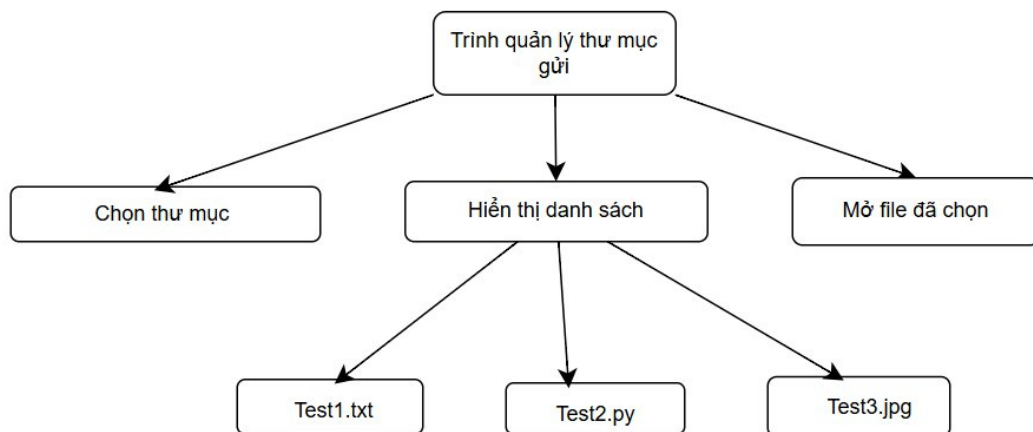 Trình quản lý thư mục
gửi
Chọn thư mục
Hiển thị danh sách
Mở file đã chọn
Test1.txt
Test2.py
Test3.jpg